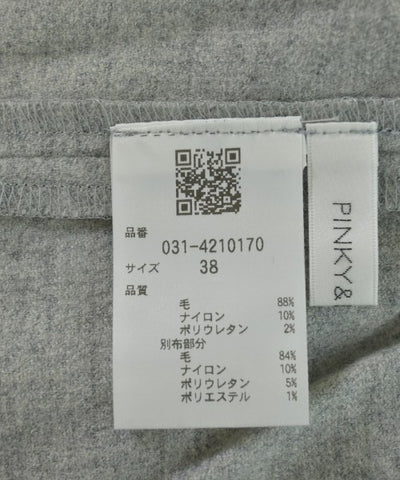 品番
031-4210170
サイズ 38
品質
毛 88%
ナイロン 10%
ポリウレタン 2%
別布部分
毛 84%
ナイロン 10%
ポリウレタン 5%
ポリエステル 1%
PINKY&